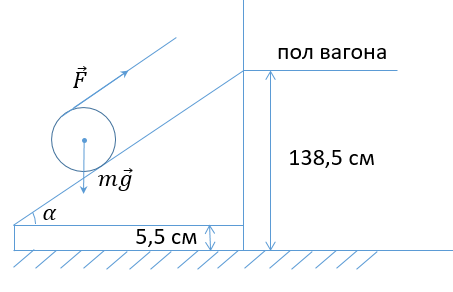 пол вагона
F⃗
138,5 см
mg⃗
α
5,5 см